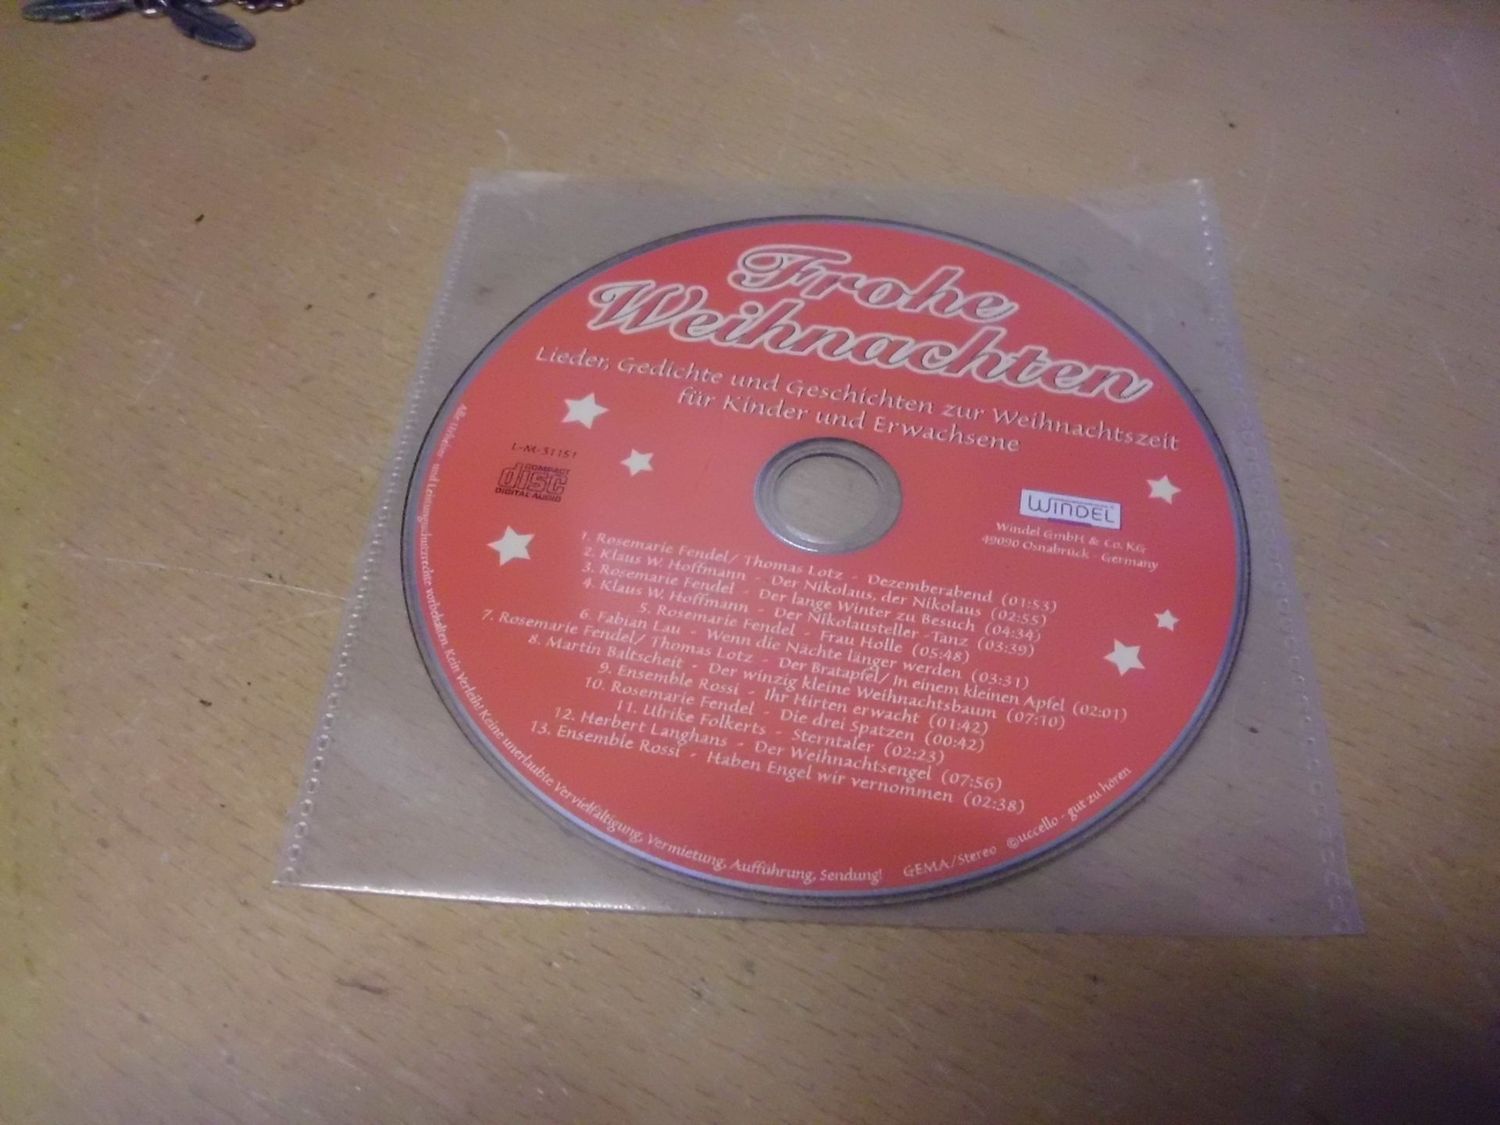 Frohe
Weihnachten
Lieder, Gedichte und Geschichten zur Weihnachtszeit
für Kinder und Erwachsene
L-M-31151
COMPACT
disc
DIGITAL AUDIO
WINDEL
Windel GmbH & Co. KG
49090 Osnabrück - Germany
1. Rosemarie Fendel/ Thomas Lotz - Dezemberabend (01:53)
2. Klaus W. Hoffmann - Der Nikolaus, der Nikolaus (02:55)
3. Rosemarie Fendel - Der lange Winter zu Besuch (04:34)
4. Klaus W. Hoffmann - Der Nikolausteller -Tanz (03:39)
5. Rosemarie Fendel - Frau Holle (05:48)
6. Fabian Lau - Wenn die Nächte länger werden (03:31)
7. Rosemarie Fendel/ Thomas Lotz - Der Bratapfel/ In einem kleinen Apfel (02:01)
8. Martin Baltscheit - Der winzig kleine Weihnachtsbaum (07:10)
9. Ensemble Rossi - Ihr Hirten erwacht (01:42)
10. Rosemarie Fendel - Die drei Spatzen (00:42)
11. Ulrike Folkerts - Sterntaler (02:23)
12. Herbert Langhans - Der Weihnachtsengel (07:56)
13. Ensemble Rossi - Haben Engel wir vernommen (02:38)
Alle Urheber- und Leistungsschutzrechte vorbehalten. Kein Verleih! Keine unerlaubte Vervielfältigung, Vermietung, Aufführung, Sendung! GEMA/Stereo ©uccello - gut zu hören